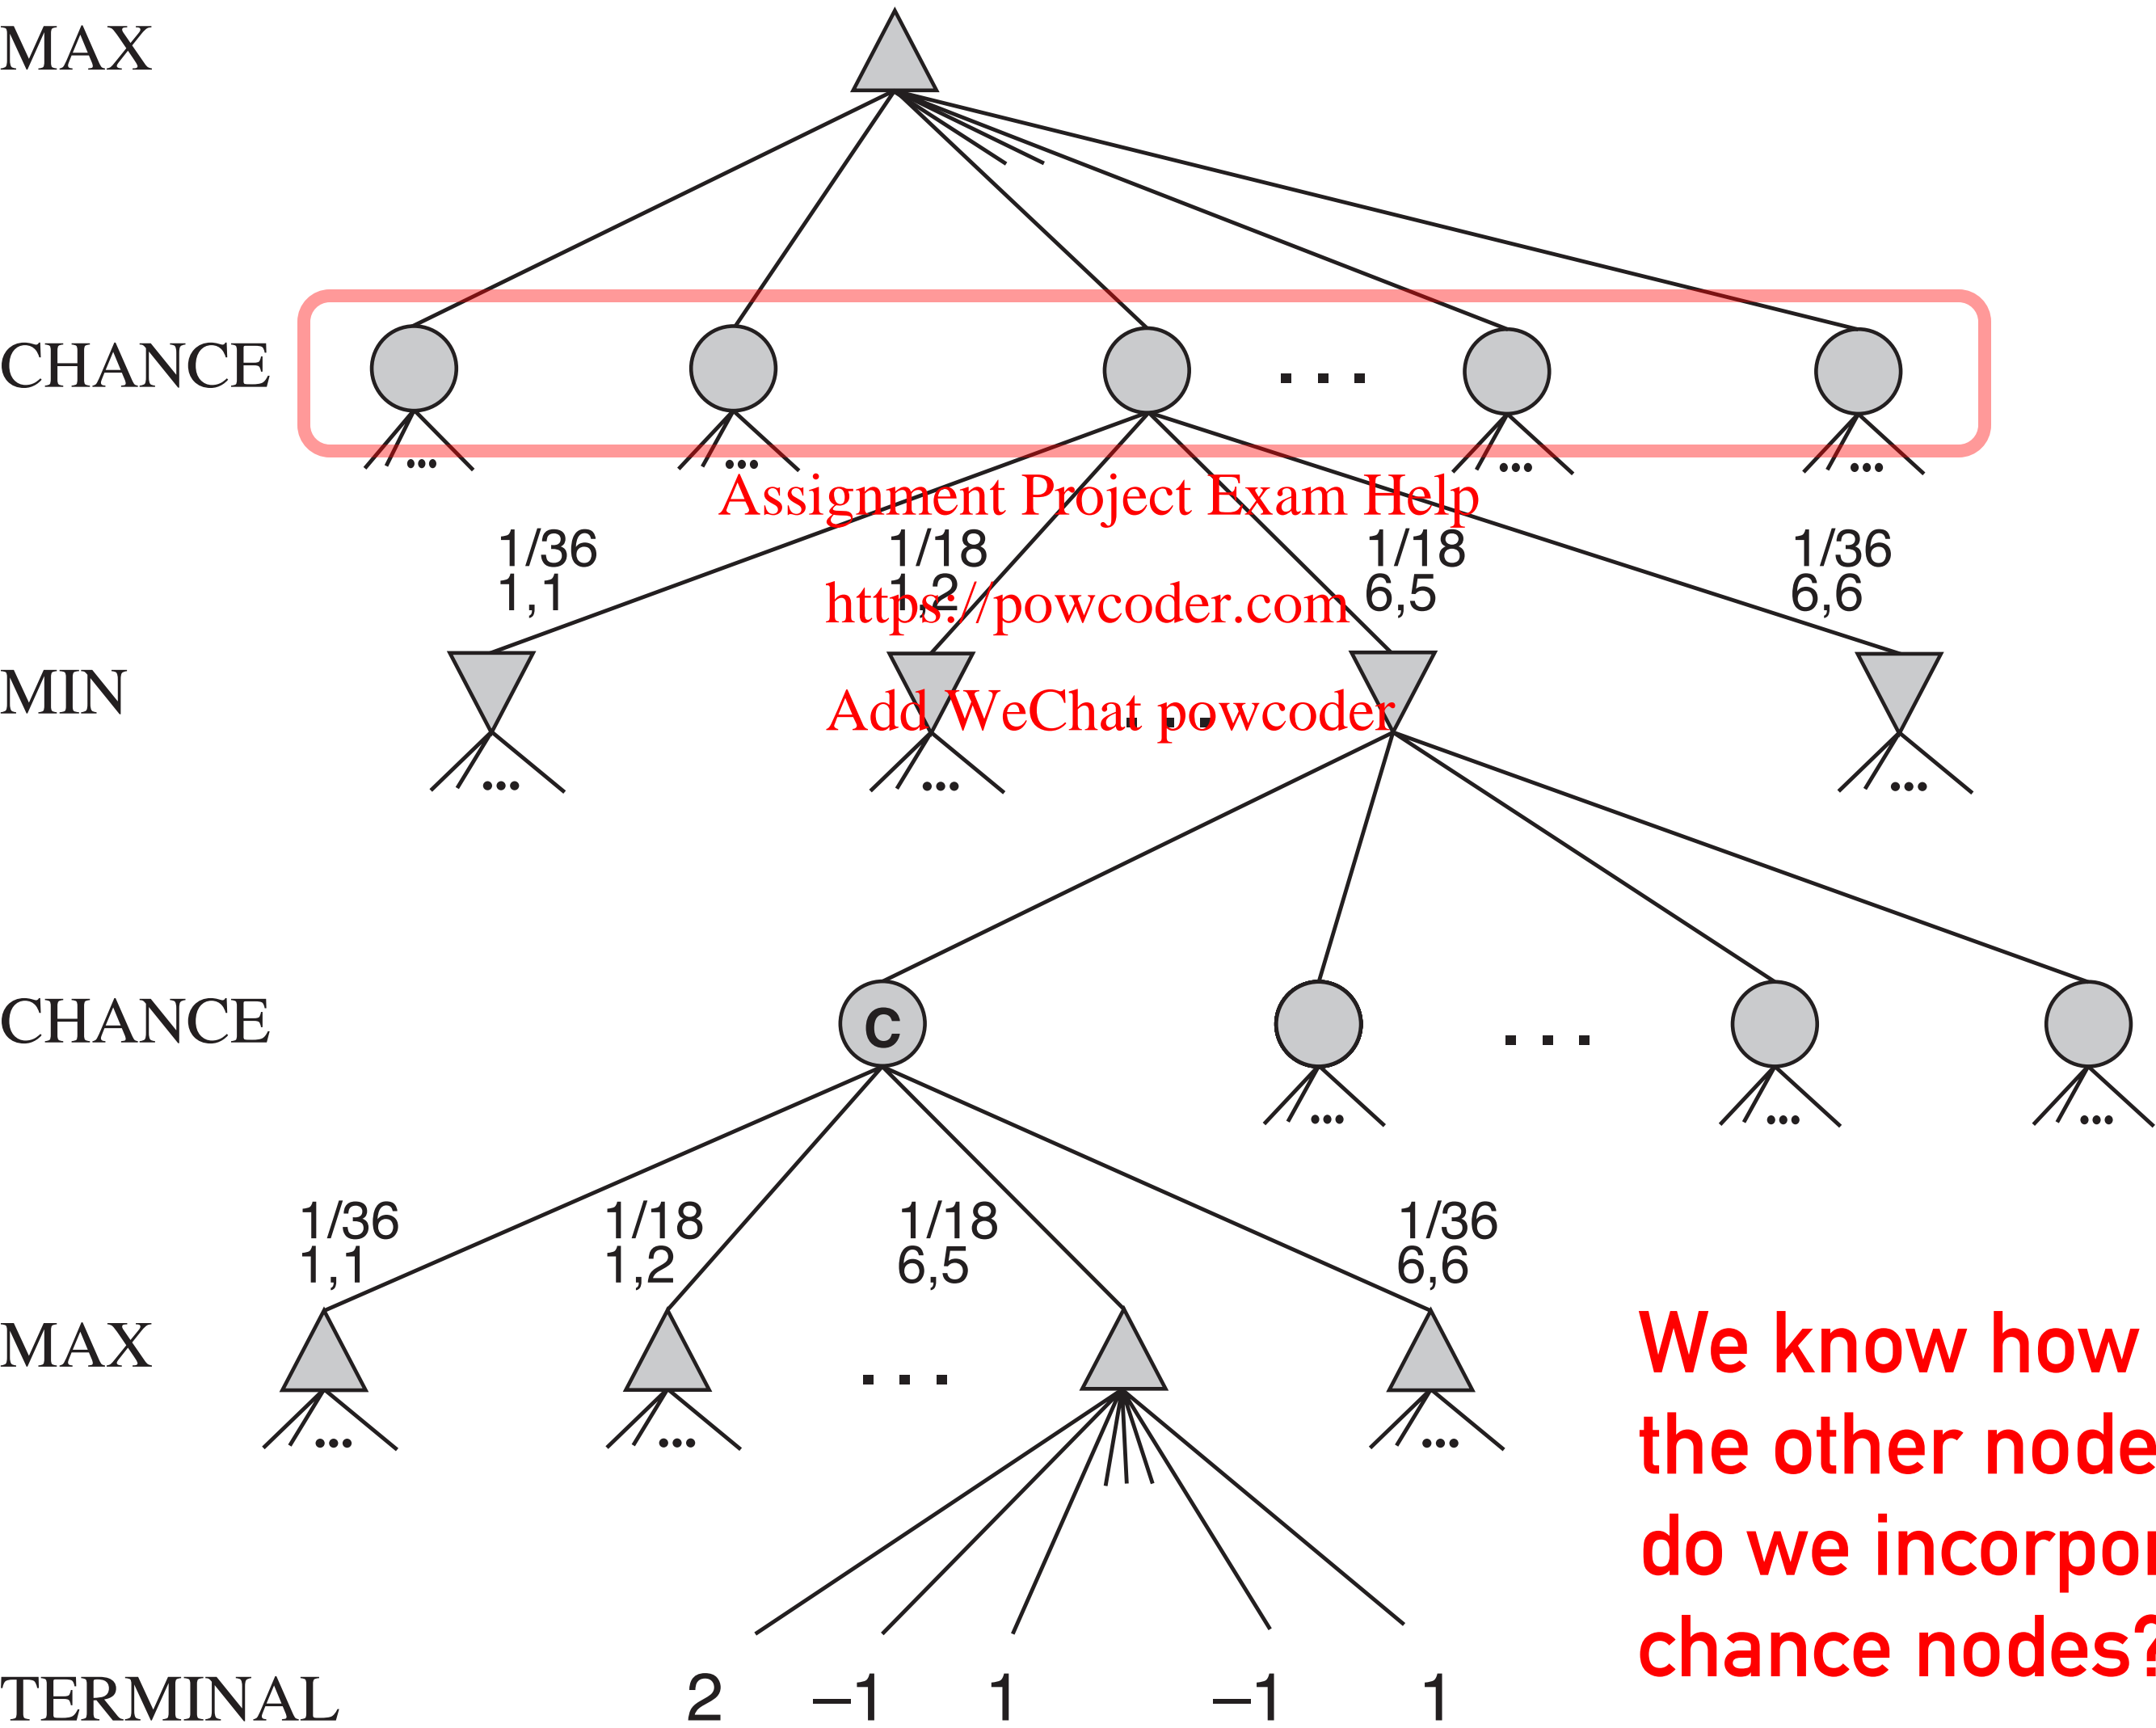 MAX
CHANCE
Assignment Project Exam Help
1/36 1/18 1/18 1/36
1,1 1,2 6,5 6,6
https://powcoder.com
MIN
Add WeChat powcoder
CHANCE
C
1/36 1/18 1/18 1/36
1,1 1,2 6,5 6,6
MAX
We know how
the other node
do we incorpor
chance nodes?
TERMINAL 2 –1 1 –1 1